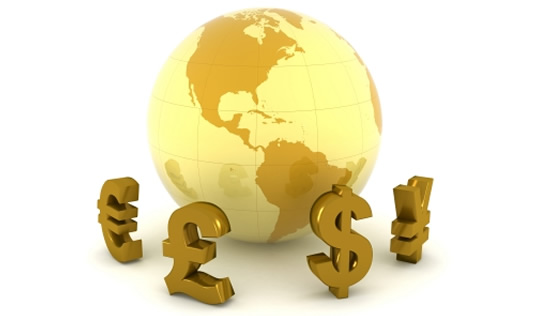 € £ $ ¥